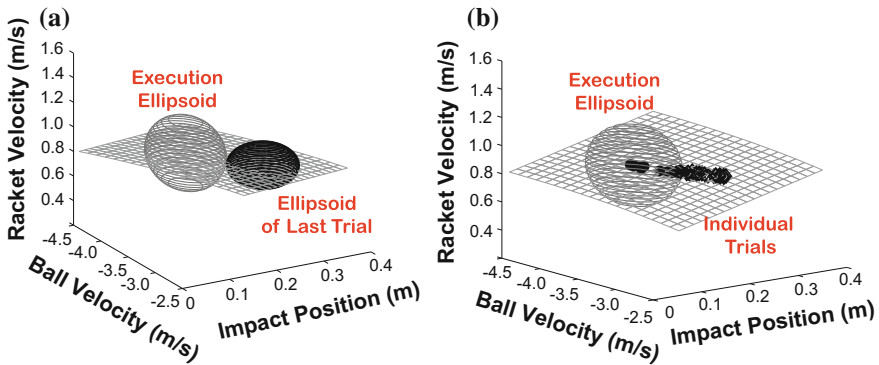 (a)
Racket Velocity (m/s)
1.6
1.4
1.2
1.0
0.8
0.6
0.4
Execution
Ellipsoid
Ellipsoid
of Last Trial
-4.5
-4.0
-3.5
-3.0
-2.5
Ball Velocity (m/s)
0
0.1
0.2
0.3
0.4
Impact Position (m)
(b)
Racket Velocity (m/s)
1.6
1.4
1.2
1.0
0.8
0.6
0.4
Execution
Ellipsoid
Individual
Trials
-4.5
-4.0
-3.5
-3.0
-2.5
Ball Velocity (m/s)
0
0.1
0.2
0.3
0.4
Impact Position (m)